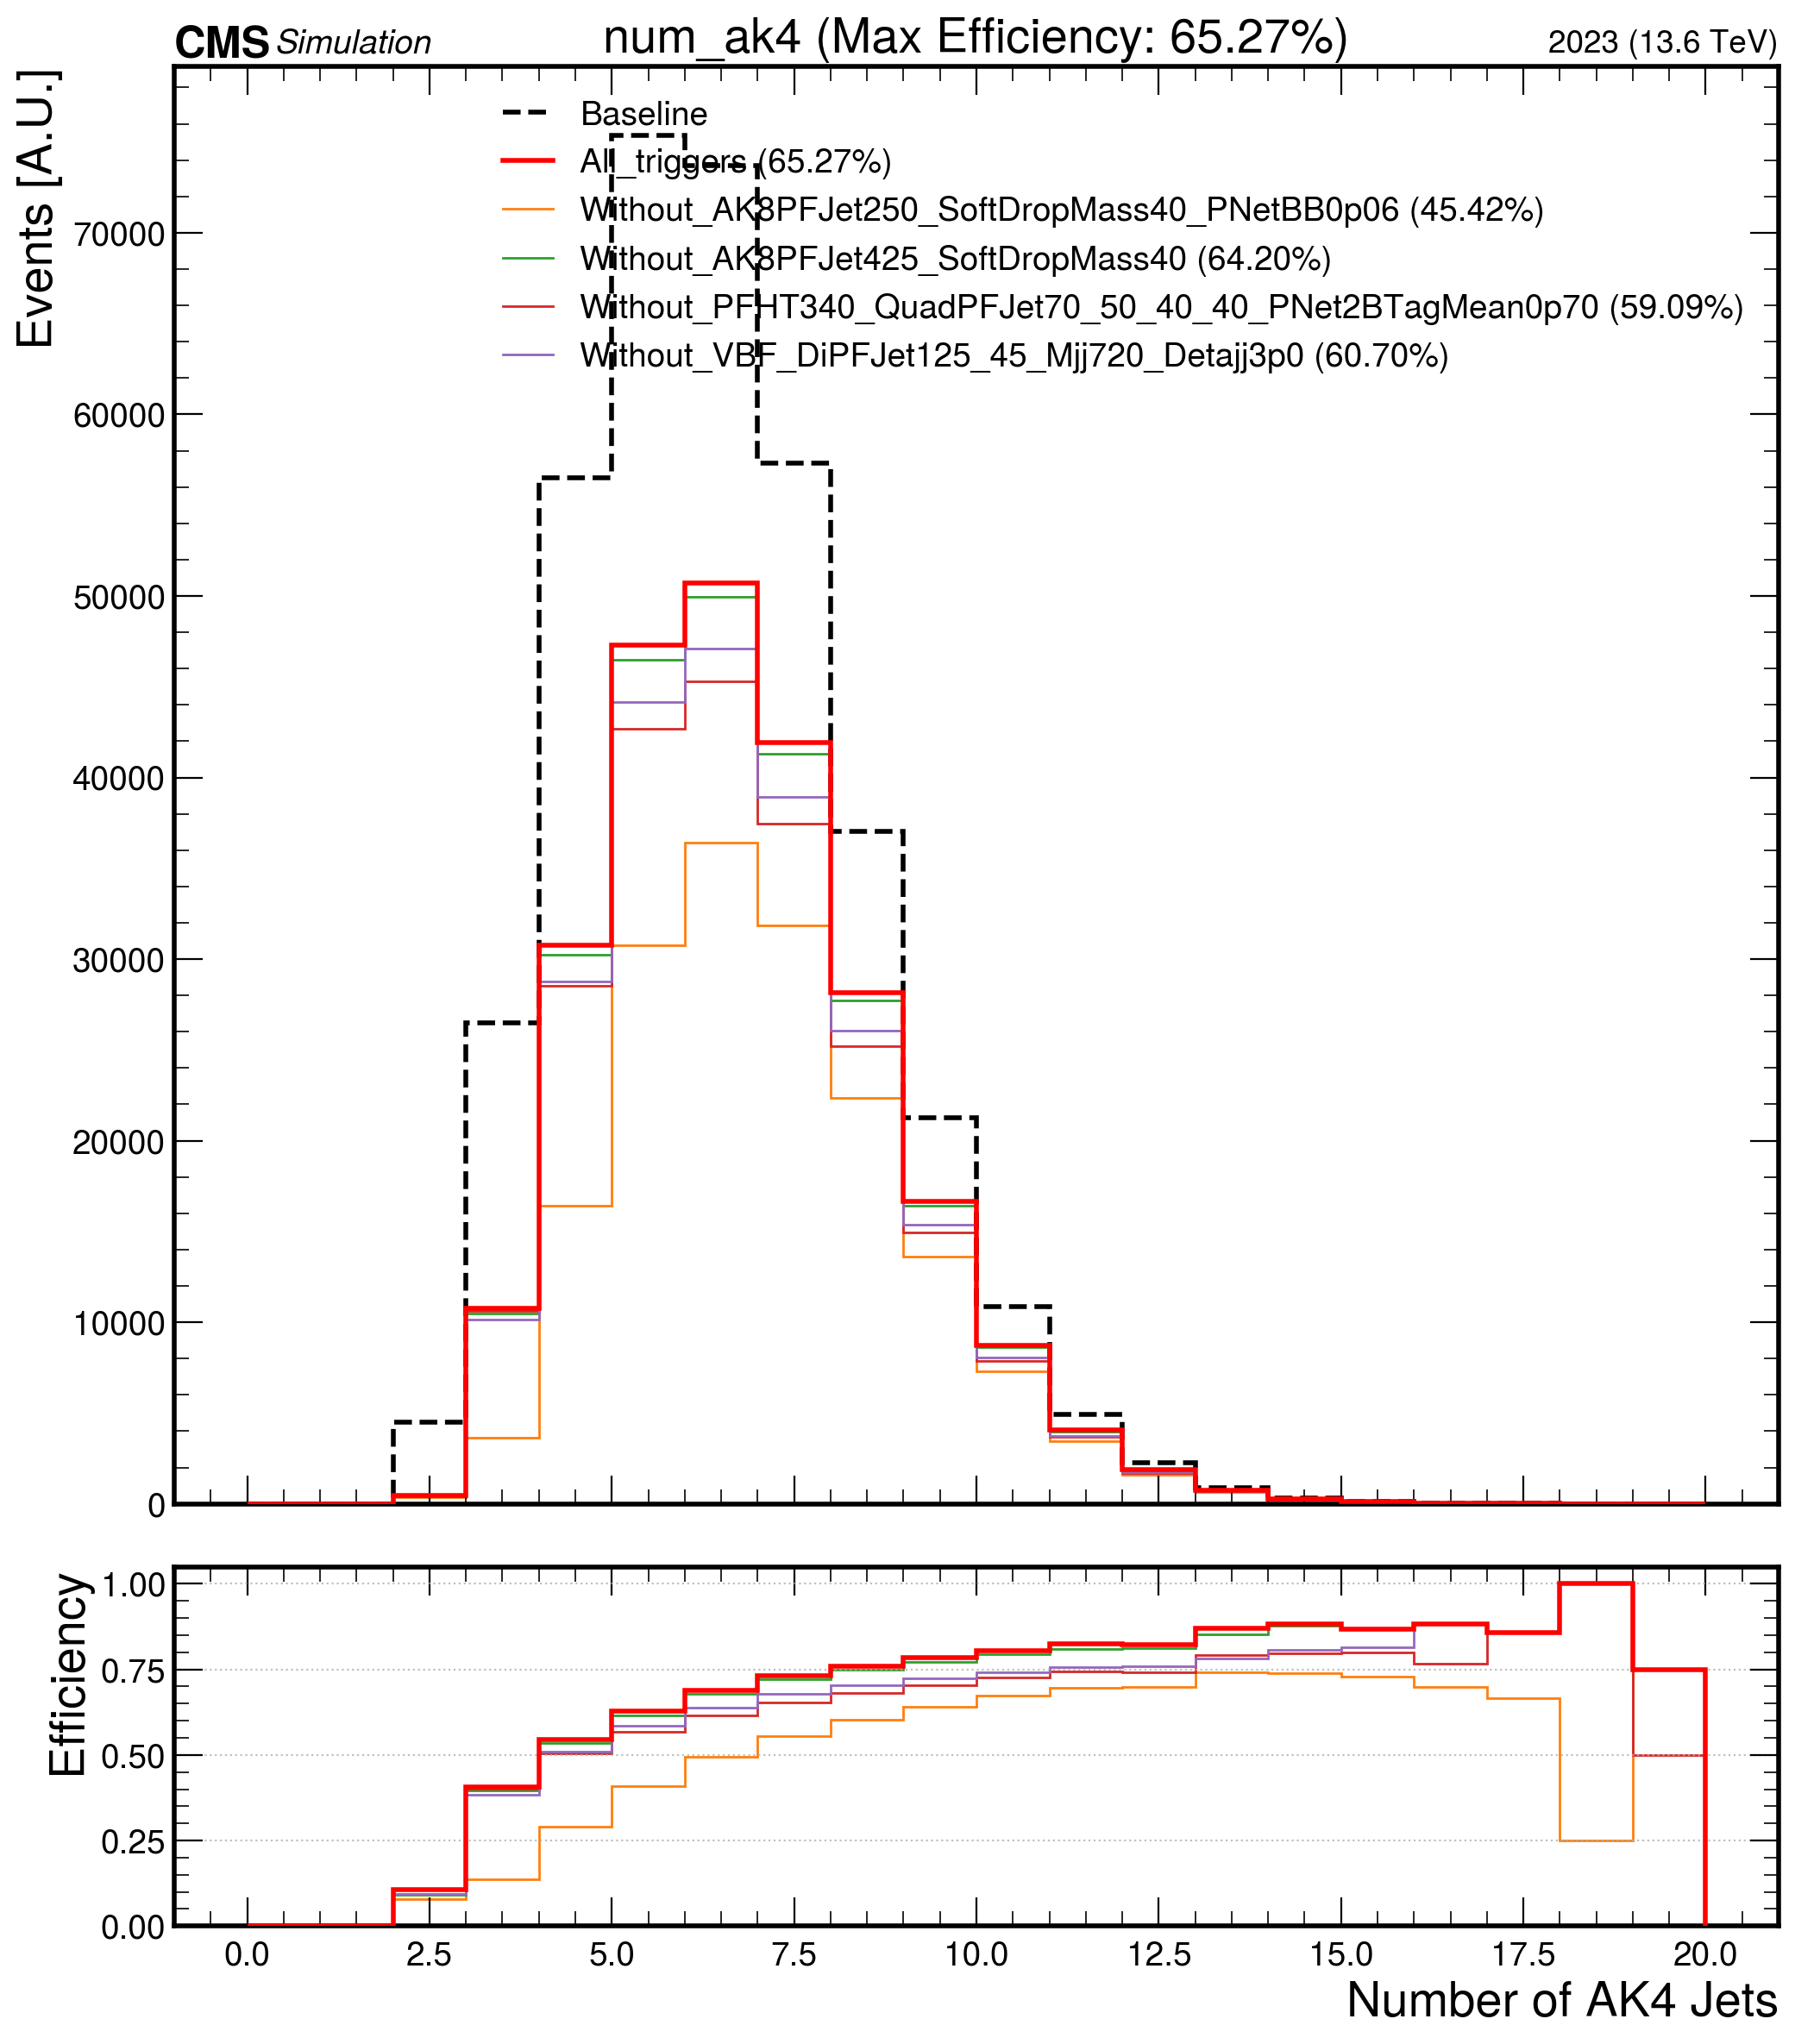 CMS Simulation num_ak4 (Max Efficiency: 65.27%) 2023 (13.6 TeV)
Events [A.U.]
Baseline
All_triggers (65.27%)
Without_AK8PFJet250_SoftDropMass40_PNetBB0p06 (45.42%)
Without_AK8PFJet425_SoftDropMass40 (64.20%)
Without_PFHT340_QuadPFJet70_50_40_40_PNet2BTagMean0p70 (59.09%)
Without_VBF_DiPFJet125_45_Mjj720_Detajj3p0 (60.70%)
70000
60000
50000
40000
30000
20000
10000
0
Efficiency
1.00
0.75
0.50
0.25
0.00
0.0 2.5 5.0 7.5 10.0 12.5 15.0 17.5 20.0
Number of AK4 Jets